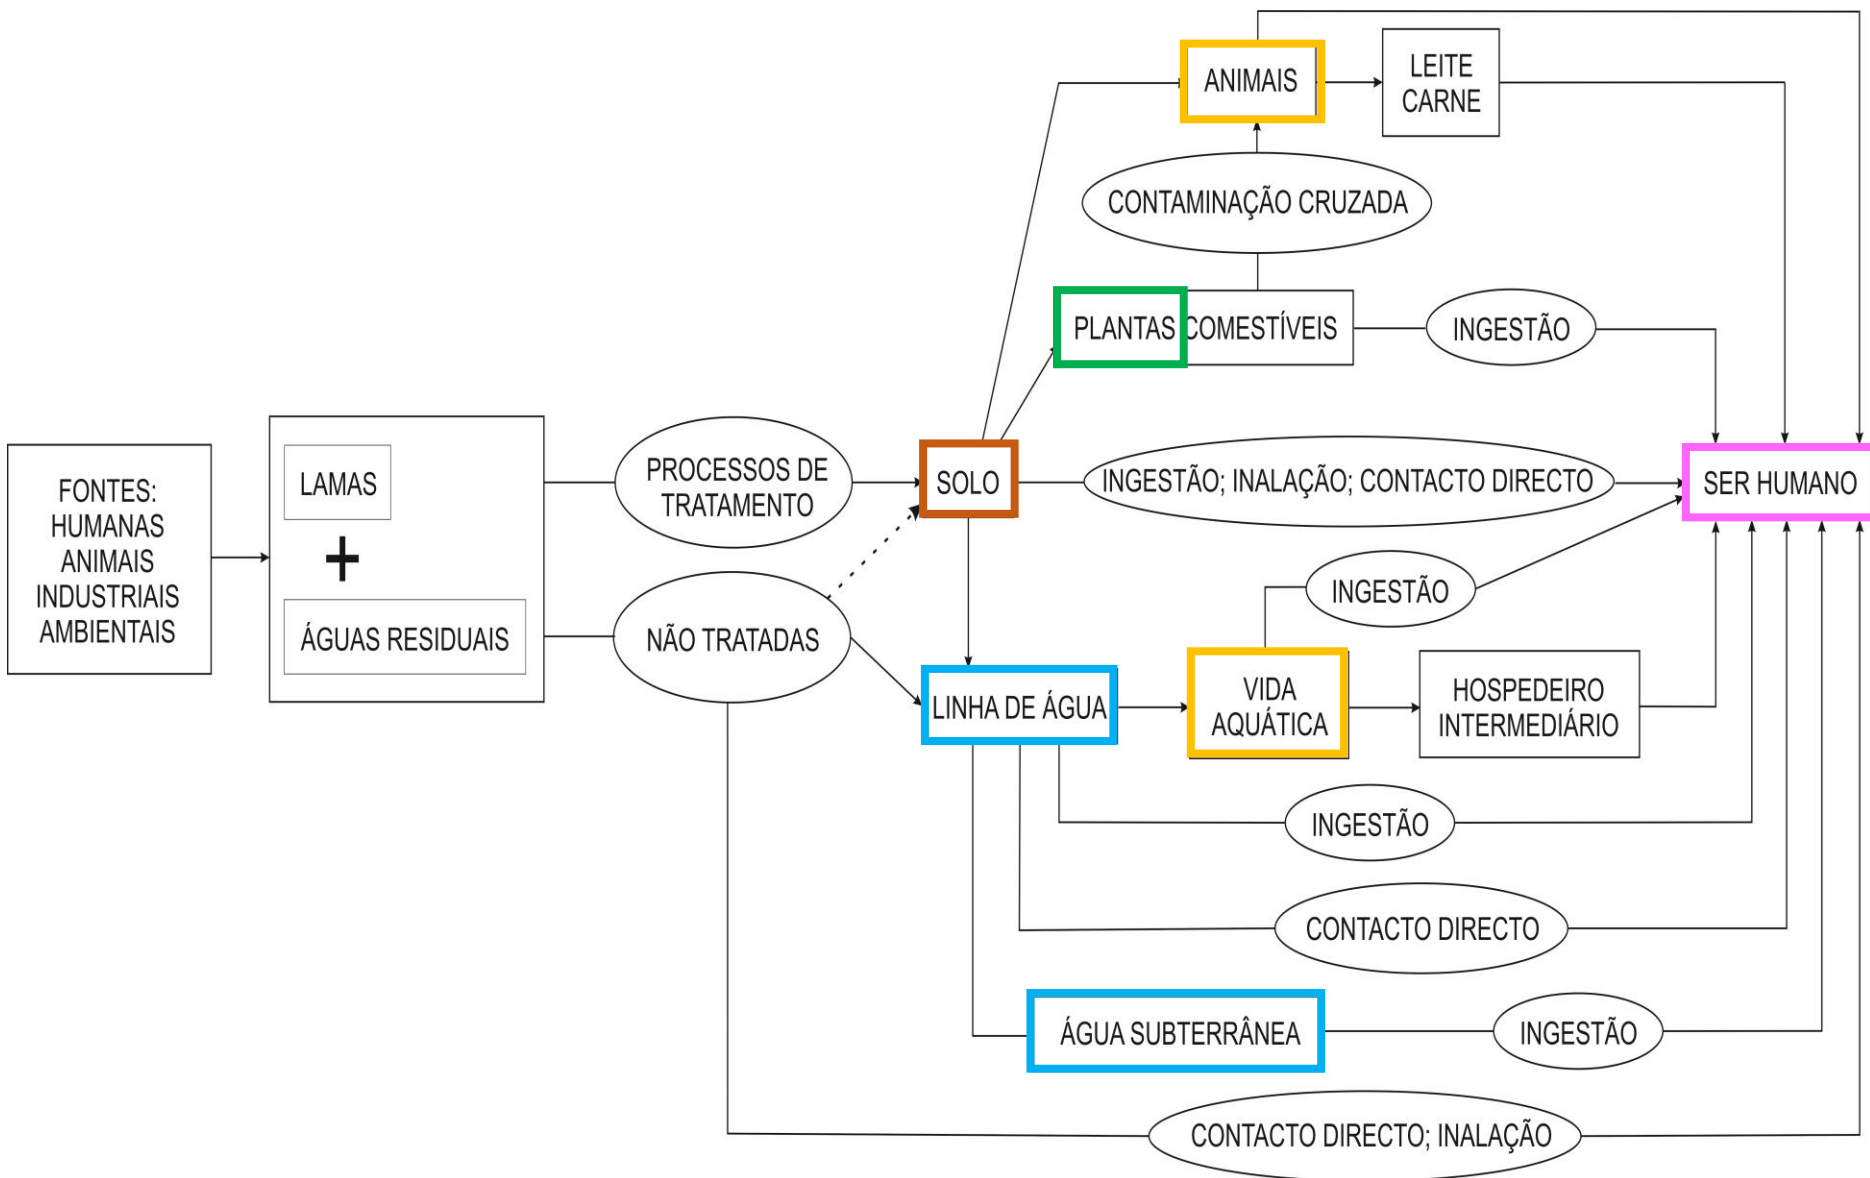 ANIMAIS
LEITE
CARNE
CONTAMINAÇÃO CRUZADA
PLANTAS COMESTÍVEIS
INGESTÃO
FONTES:
HUMANAS
ANIMAIS
INDUSTRIAIS
AMBIENTAIS
LAMAS
+
ÁGUAS RESIDUAIS
PROCESSOS DE
TRATAMENTO
NÃO TRATADAS
SOLO
INGESTÃO; INALAÇÃO; CONTACTO DIRECTO
SER HUMANO
INGESTÃO
LINHA DE ÁGUA
VIDA
AQUÁTICA
HOSPEDEIRO
INTERMEDIÁRIO
INGESTÃO
CONTACTO DIRECTO
ÁGUA SUBTERRÂNEA
INGESTÃO
CONTACTO DIRECTO; INALAÇÃO